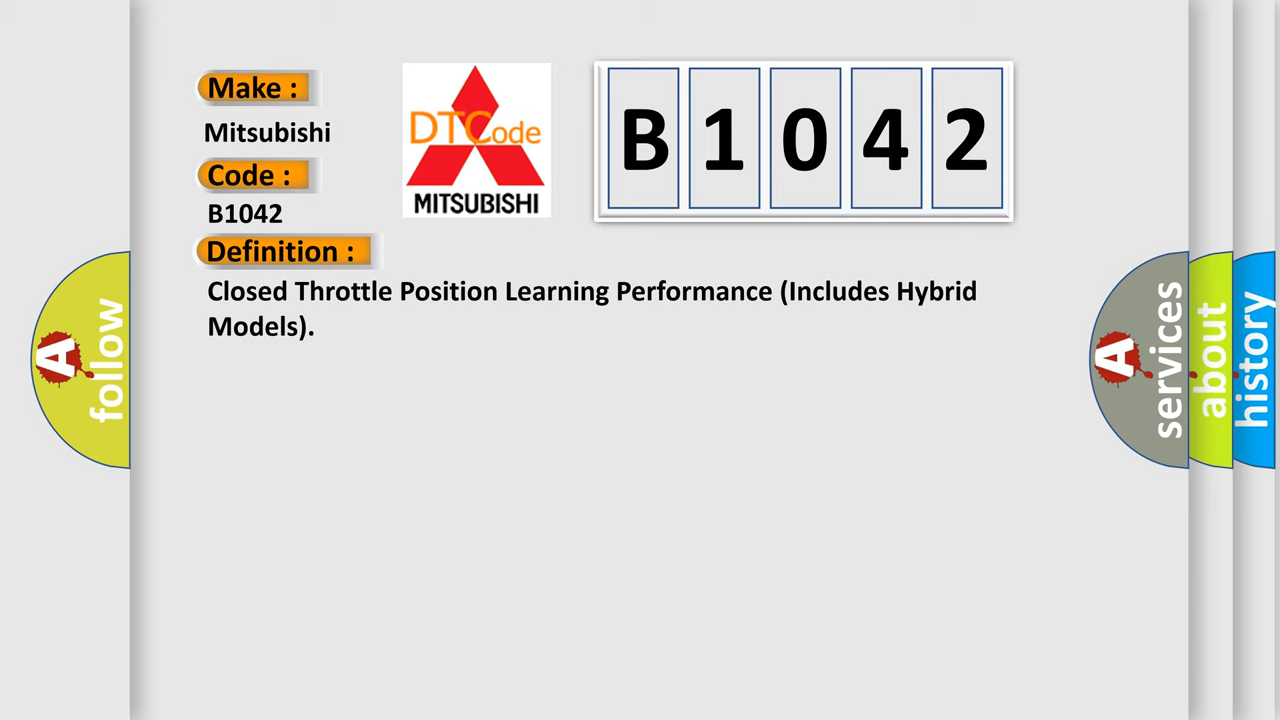 Make :
Mitsubishi
Code :
B1042
Definition :
Closed Throttle Position Learning Performance (Includes Hybrid
Models).
DTCode
MITSUBISHI
B 1 0 4 2
A follow
A services
about
history